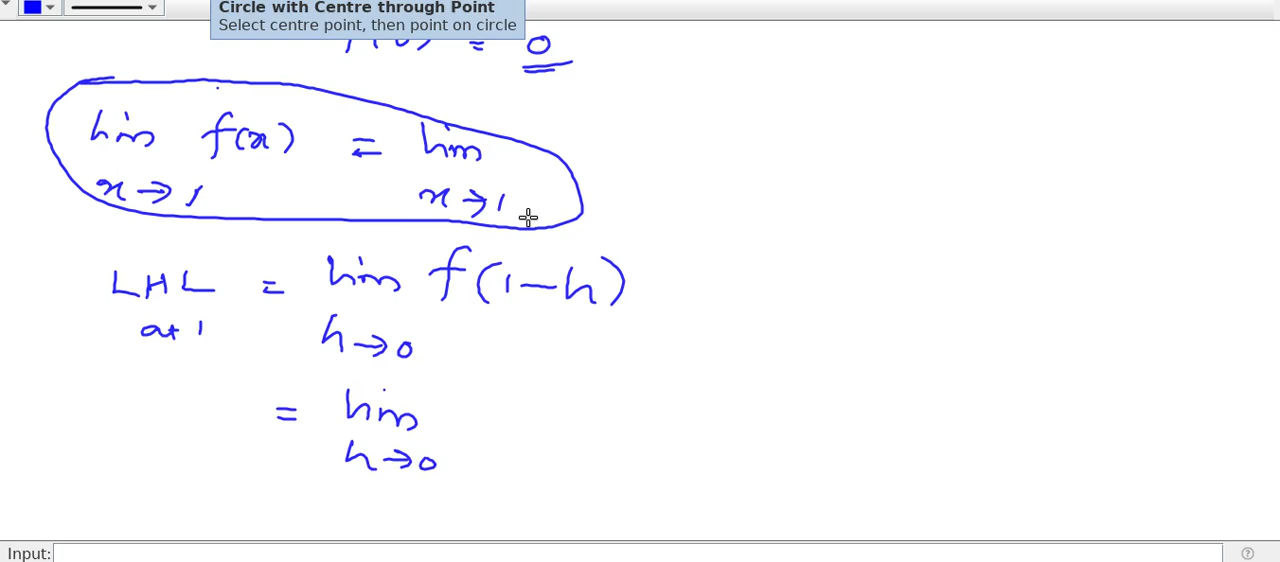 Circle with Centre through Point
Select centre point, then point on circle
= 0
lim f(x) = lim
x→1 x→1
LHL = lim f(1-h)
at 1 h→0
= lim
h→0
Input: